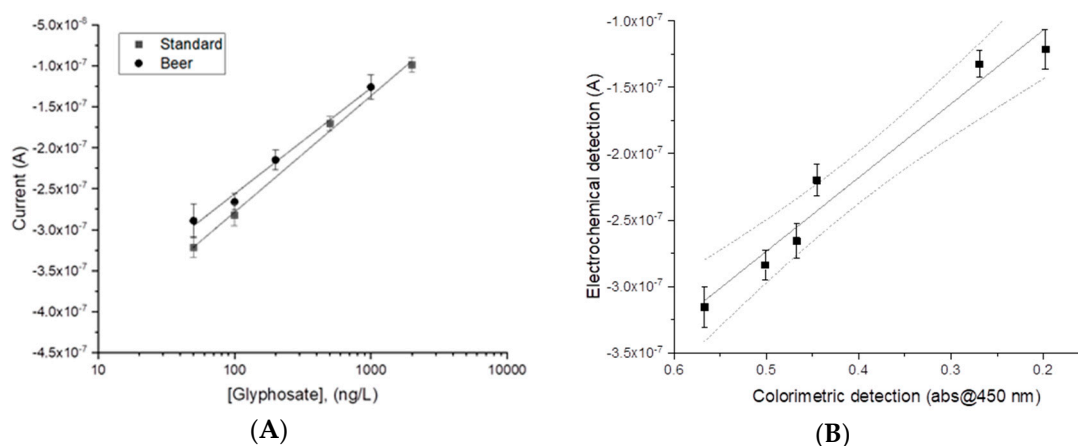 -5.0x10⁻⁸
-1.0x10⁻⁷
-1.5x10⁻⁷
-2.0x10⁻⁷
-2.5x10⁻⁷
-3.0x10⁻⁷
-3.5x10⁻⁷
-4.0x10⁻⁷
-4.5x10⁻⁷
Current (A)
Standard
Beer
10 100 1000 10000
[Glyphosate], (ng/L)
(A)
-1.0x10⁻⁷
-1.5x10⁻⁷
-2.0x10⁻⁷
-2.5x10⁻⁷
-3.0x10⁻⁷
-3.5x10⁻⁷
Electrochemical detection (A)
0.6 0.5 0.4 0.3 0.2
Colorimetric detection (abs@450 nm)
(B)